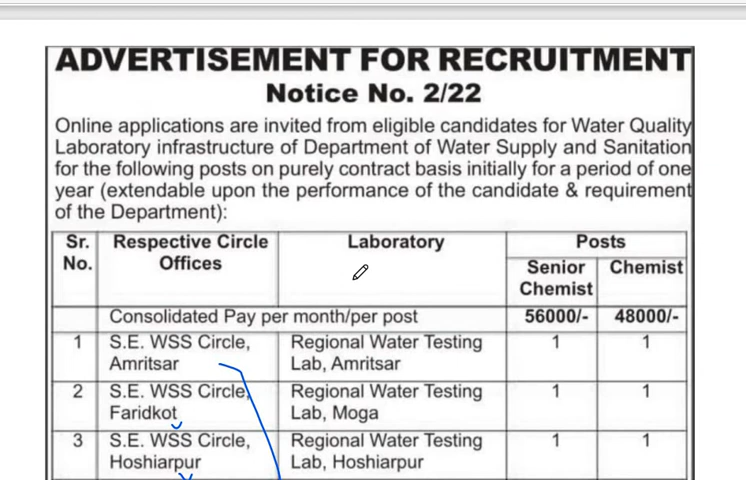 ADVERTISEMENT FOR RECRUITMENT
Notice No. 2/22
Online applications are invited from eligible candidates for Water Quality
Laboratory infrastructure of Department of Water Supply and Sanitation
for the following posts on purely contract basis initially for a period of one
year (extendable upon the performance of the candidate & requirement
of the Department):
Sr. No. Respective Circle Offices Laboratory Posts
Senior Chemist Chemist
Consolidated Pay per month/per post 56000/- 48000/-
1 S.E. WSS Circle, Regional Water Testing 1 1
Amritsar Lab, Amritsar
2 S.E. WSS Circle, Regional Water Testing 1 1
Faridkot Lab, Moga
3 S.E. WSS Circle, Regional Water Testing 1 1
Hoshiarpur Lab, Hoshiarpur